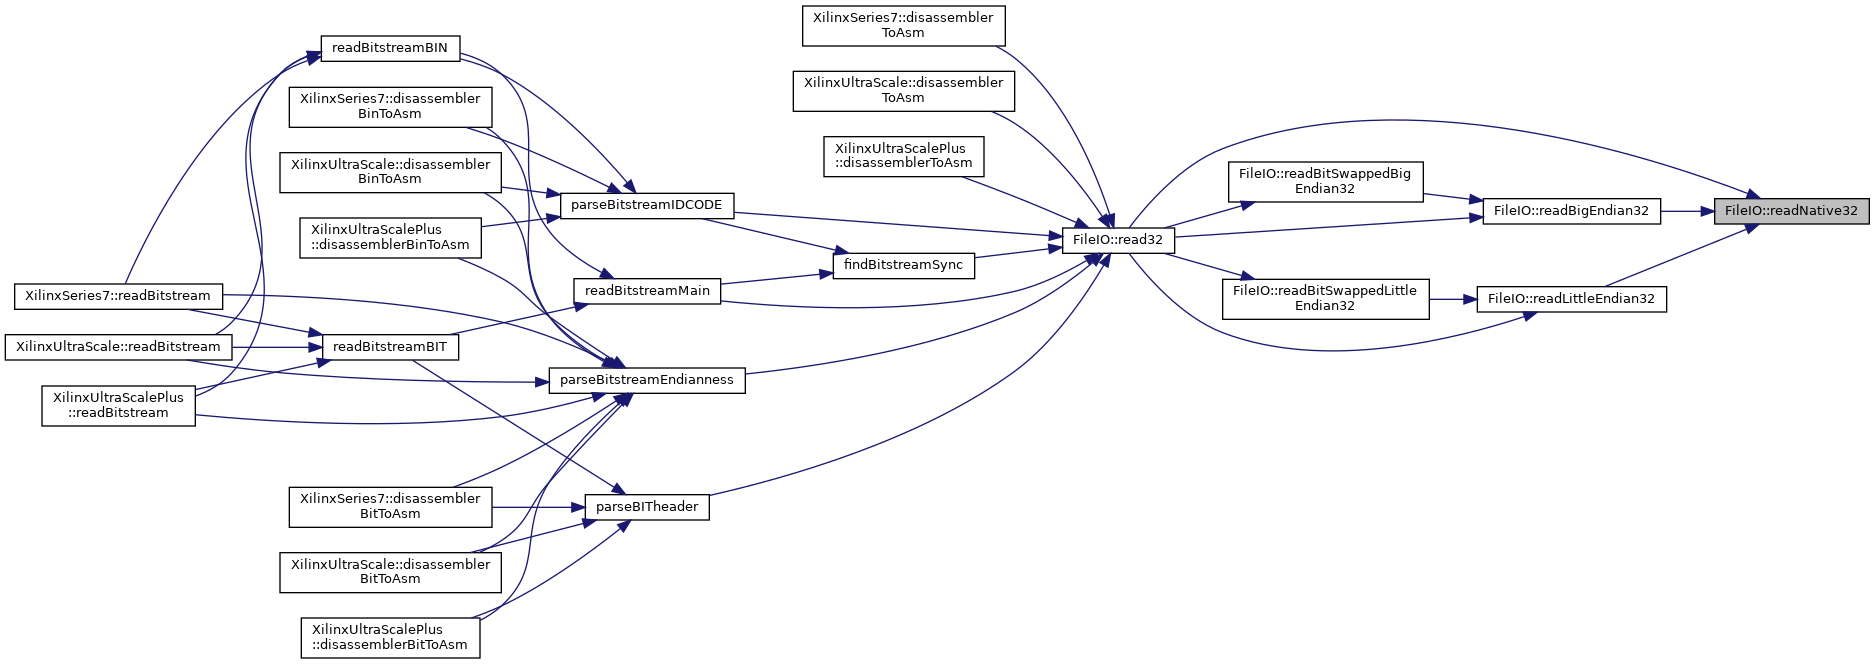 XilinxSeries7::disassembler
ToAsm
readBitstreamBIN
XilinxUltraScale::disassembler
ToAsm
XilinxSeries7::disassembler
BinToAsm
XilinxUltraScalePlus
::disassemblerToAsm
XilinxUltraScale::disassembler
BinToAsm
FileIO::readBitSwappedBig
Endian32
parseBitstreamIDCODE
FileIO::readBigEndian32
FileIO::readNative32
XilinxUltraScalePlus
::disassemblerBinToAsm
FileIO::read32
findBitstreamSync
readBitstreamMain
FileIO::readBitSwappedLittle
Endian32
FileIO::readLittleEndian32
XilinxSeries7::readBitstream
XilinxUltraScale::readBitstream
readBitstreamBIT
parseBitstreamEndianness
XilinxUltraScalePlus
::readBitstream
XilinxSeries7::disassembler
BitToAsm
parseBITheader
XilinxUltraScale::disassembler
BitToAsm
XilinxUltraScalePlus
::disassemblerBitToAsm